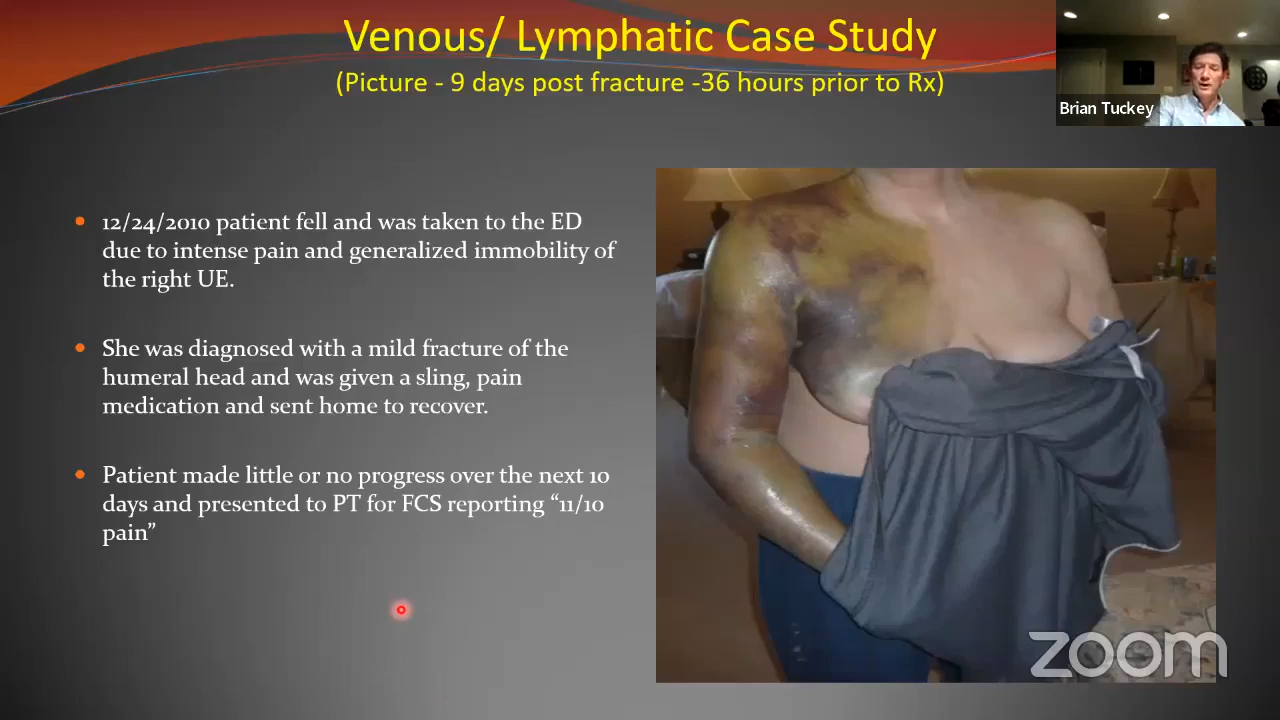 Venous/ Lymphatic Case Study
(Picture - 9 days post fracture -36 hours prior to Rx)
Brian Tuckey
• 12/24/2010 patient fell and was taken to the ED
due to intense pain and generalized immobility of
the right UE.
• She was diagnosed with a mild fracture of the
humeral head and was given a sling, pain
medication and sent home to recover.
• Patient made little or no progress over the next 10
days and presented to PT for FCS reporting “11/10
pain”
zoom